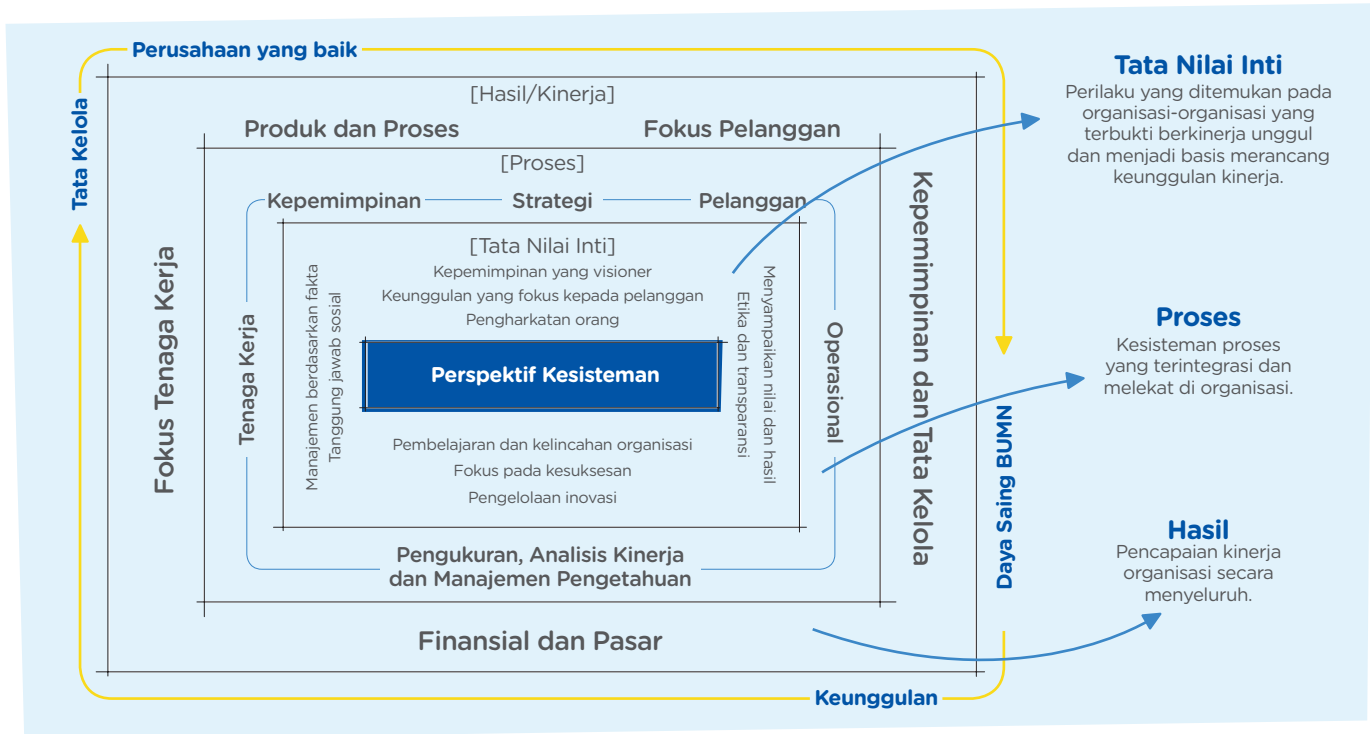 Perusahaan yang baik
Tata Kelola
[Hasil/Kinerja]
Produk dan Proses
Fokus Pelanggan
[Proses]
Kepemimpinan
Strategi
Pelanggan
[Tata Nilai Inti]
Kepemimpinan yang visioner
Keunggulan yang fokus kepada pelanggan
Pengharkatan orang
Fokus Tenaga Kerja
Tenaga Kerja
Manajemen berdasarkan fakta
Tanggung jawab sosial
Perspektif Kesisteman
Menyampaikan nilai dan hasil
Etika dan transparansi
Operasional
Kepemimpinan dan Tata Kelola
Daya Saing BUMN
Pembelajaran dan kelincahan organisasi
Fokus pada kesuksesan
Pengelolaan inovasi
Pengukuran, Analisis Kinerja
dan Manajemen Pengetahuan
Finansial dan Pasar
Keunggulan
Tata Nilai Inti
Perilaku yang ditemukan pada
organisasi-organisasi yang
terbukti berkinerja unggul
dan menjadi basis merancang
keunggulan kinerja.
Proses
Kesisteman proses
yang terintegrasi dan
melekat di organisasi.
Hasil
Pencapaian kinerja
organisasi secara
menyeluruh.